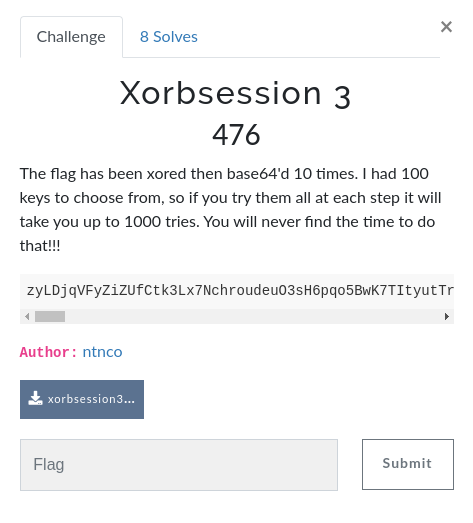 Challenge
8 Solves
×
Xorbsession 3
476
The flag has been xored then base64'd 10 times. I had 100
keys to choose from, so if you try them all at each step it will
take you up to 1000 tries. You will never find the time to do
that!!!
zyLDjqVFyZiZUfCtk3Lx7NchroudeuO3sH6pqo5BwK7TItyutTr
Author: ntnco
xorbsession3...
Flag
Submit